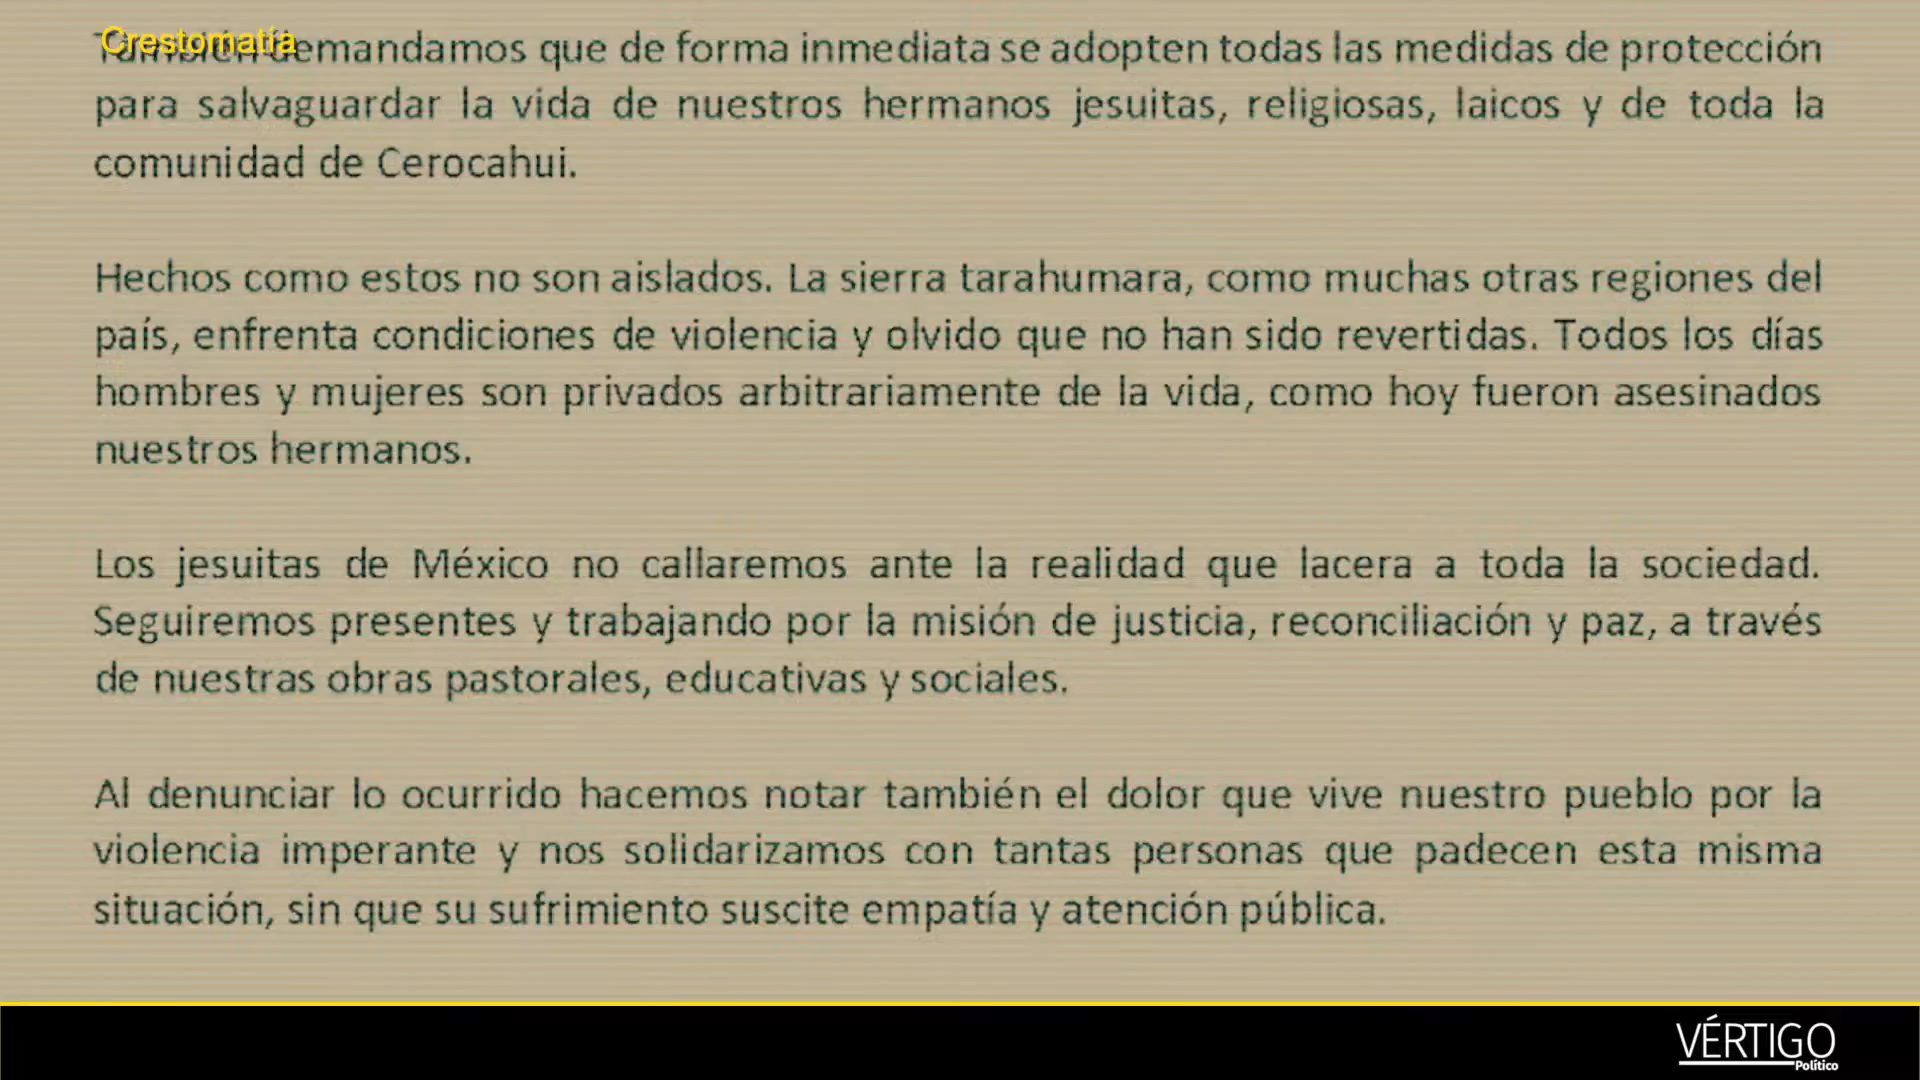 Crestomatía
También demandamos que de forma inmediata se adopten todas las medidas de protección
para salvaguardar la vida de nuestros hermanos jesuitas, religiosas, laicos y de toda la
comunidad de Cerocahui.
Hechos como estos no son aislados. La sierra tarahumara, como muchas otras regiones del
país, enfrenta condiciones de violencia y olvido que no han sido revertidas. Todos los días
hombres y mujeres son privados arbitrariamente de la vida, como hoy fueron asesinados
nuestros hermanos.
Los jesuitas de México no callaremos ante la realidad que lacera a toda la sociedad.
Seguiremos presentes y trabajando por la misión de justicia, reconciliación y paz, a través
de nuestras obras pastorales, educativas y sociales.
Al denunciar lo ocurrido hacemos notar también el dolor que vive nuestro pueblo por la
violencia imperante y nos solidarizamos con tantas personas que padecen esta misma
situación, sin que su sufrimiento suscite empatía y atención pública.
VÉRTIGO
Político